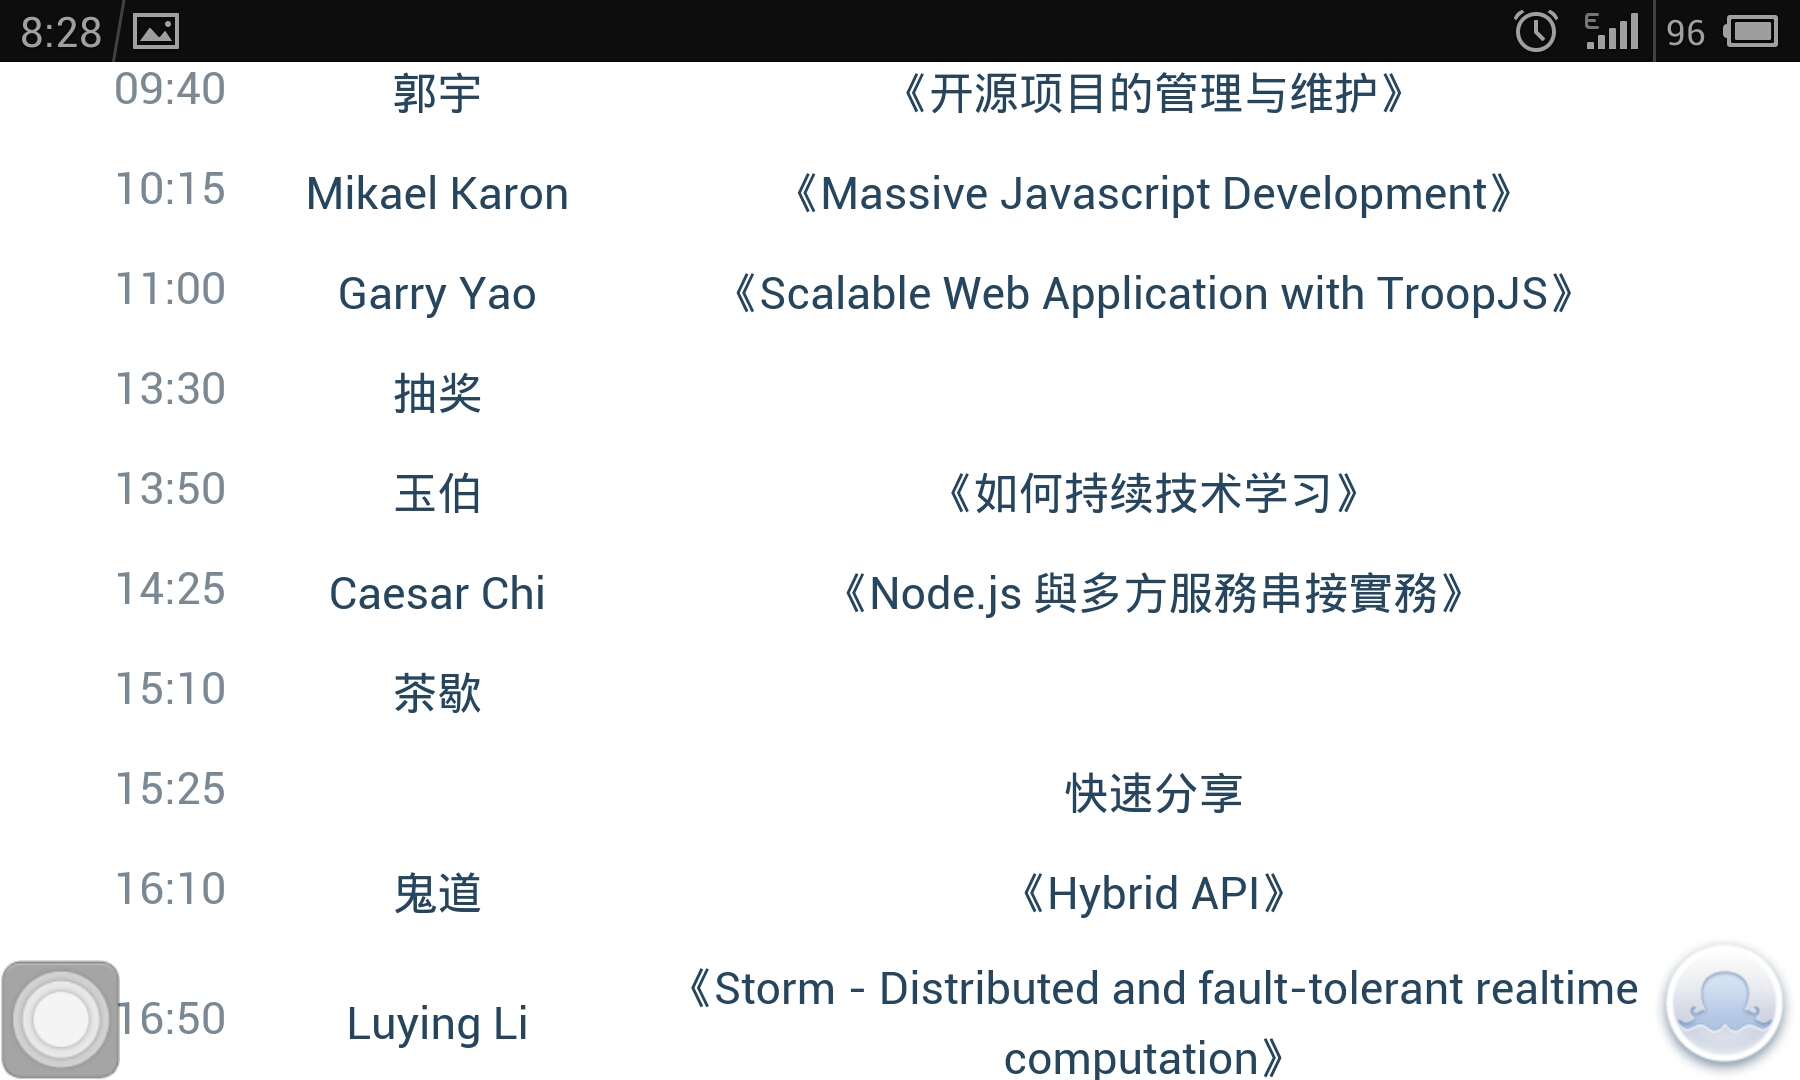 8:28 E 96
09:40 郭宇 《开源项目的管理与维护》
10:15 Mikael Karon 《Massive Javascript Development》
11:00 Garry Yao 《Scalable Web Application with TroopJS》
13:30 抽奖
13:50 玉伯 《如何持续技术学习》
14:25 Caesar Chi 《Node.js 與多方服務串接實務》
15:10 茶歇
15:25 快速分享
16:10 鬼道 《Hybrid API》
16:50 Luying Li 《Storm - Distributed and fault-tolerant realtime
computation》